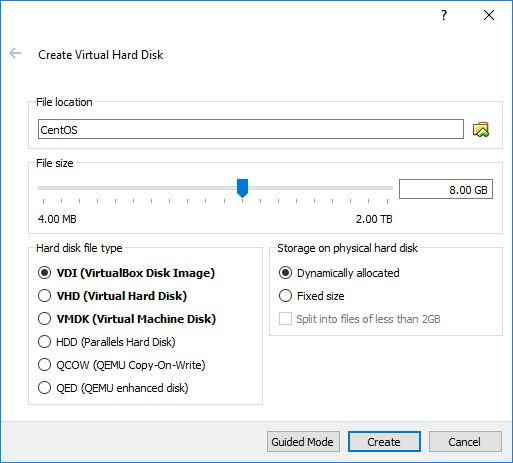 ?
Create Virtual Hard Disk
File location
CentOS
File size
8.00 GB
4.00 MB 2.00 TB
Hard disk file type
VDI (VirtualBox Disk Image)
VHD (Virtual Hard Disk)
VMDK (Virtual Machine Disk)
HDD (Parallels Hard Disk)
QCOW (QEMU Copy-On-Write)
QED (QEMU enhanced disk)
Storage on physical hard disk
Dynamically allocated
Fixed size
Split into files of less than 2GB
Guided Mode Create Cancel